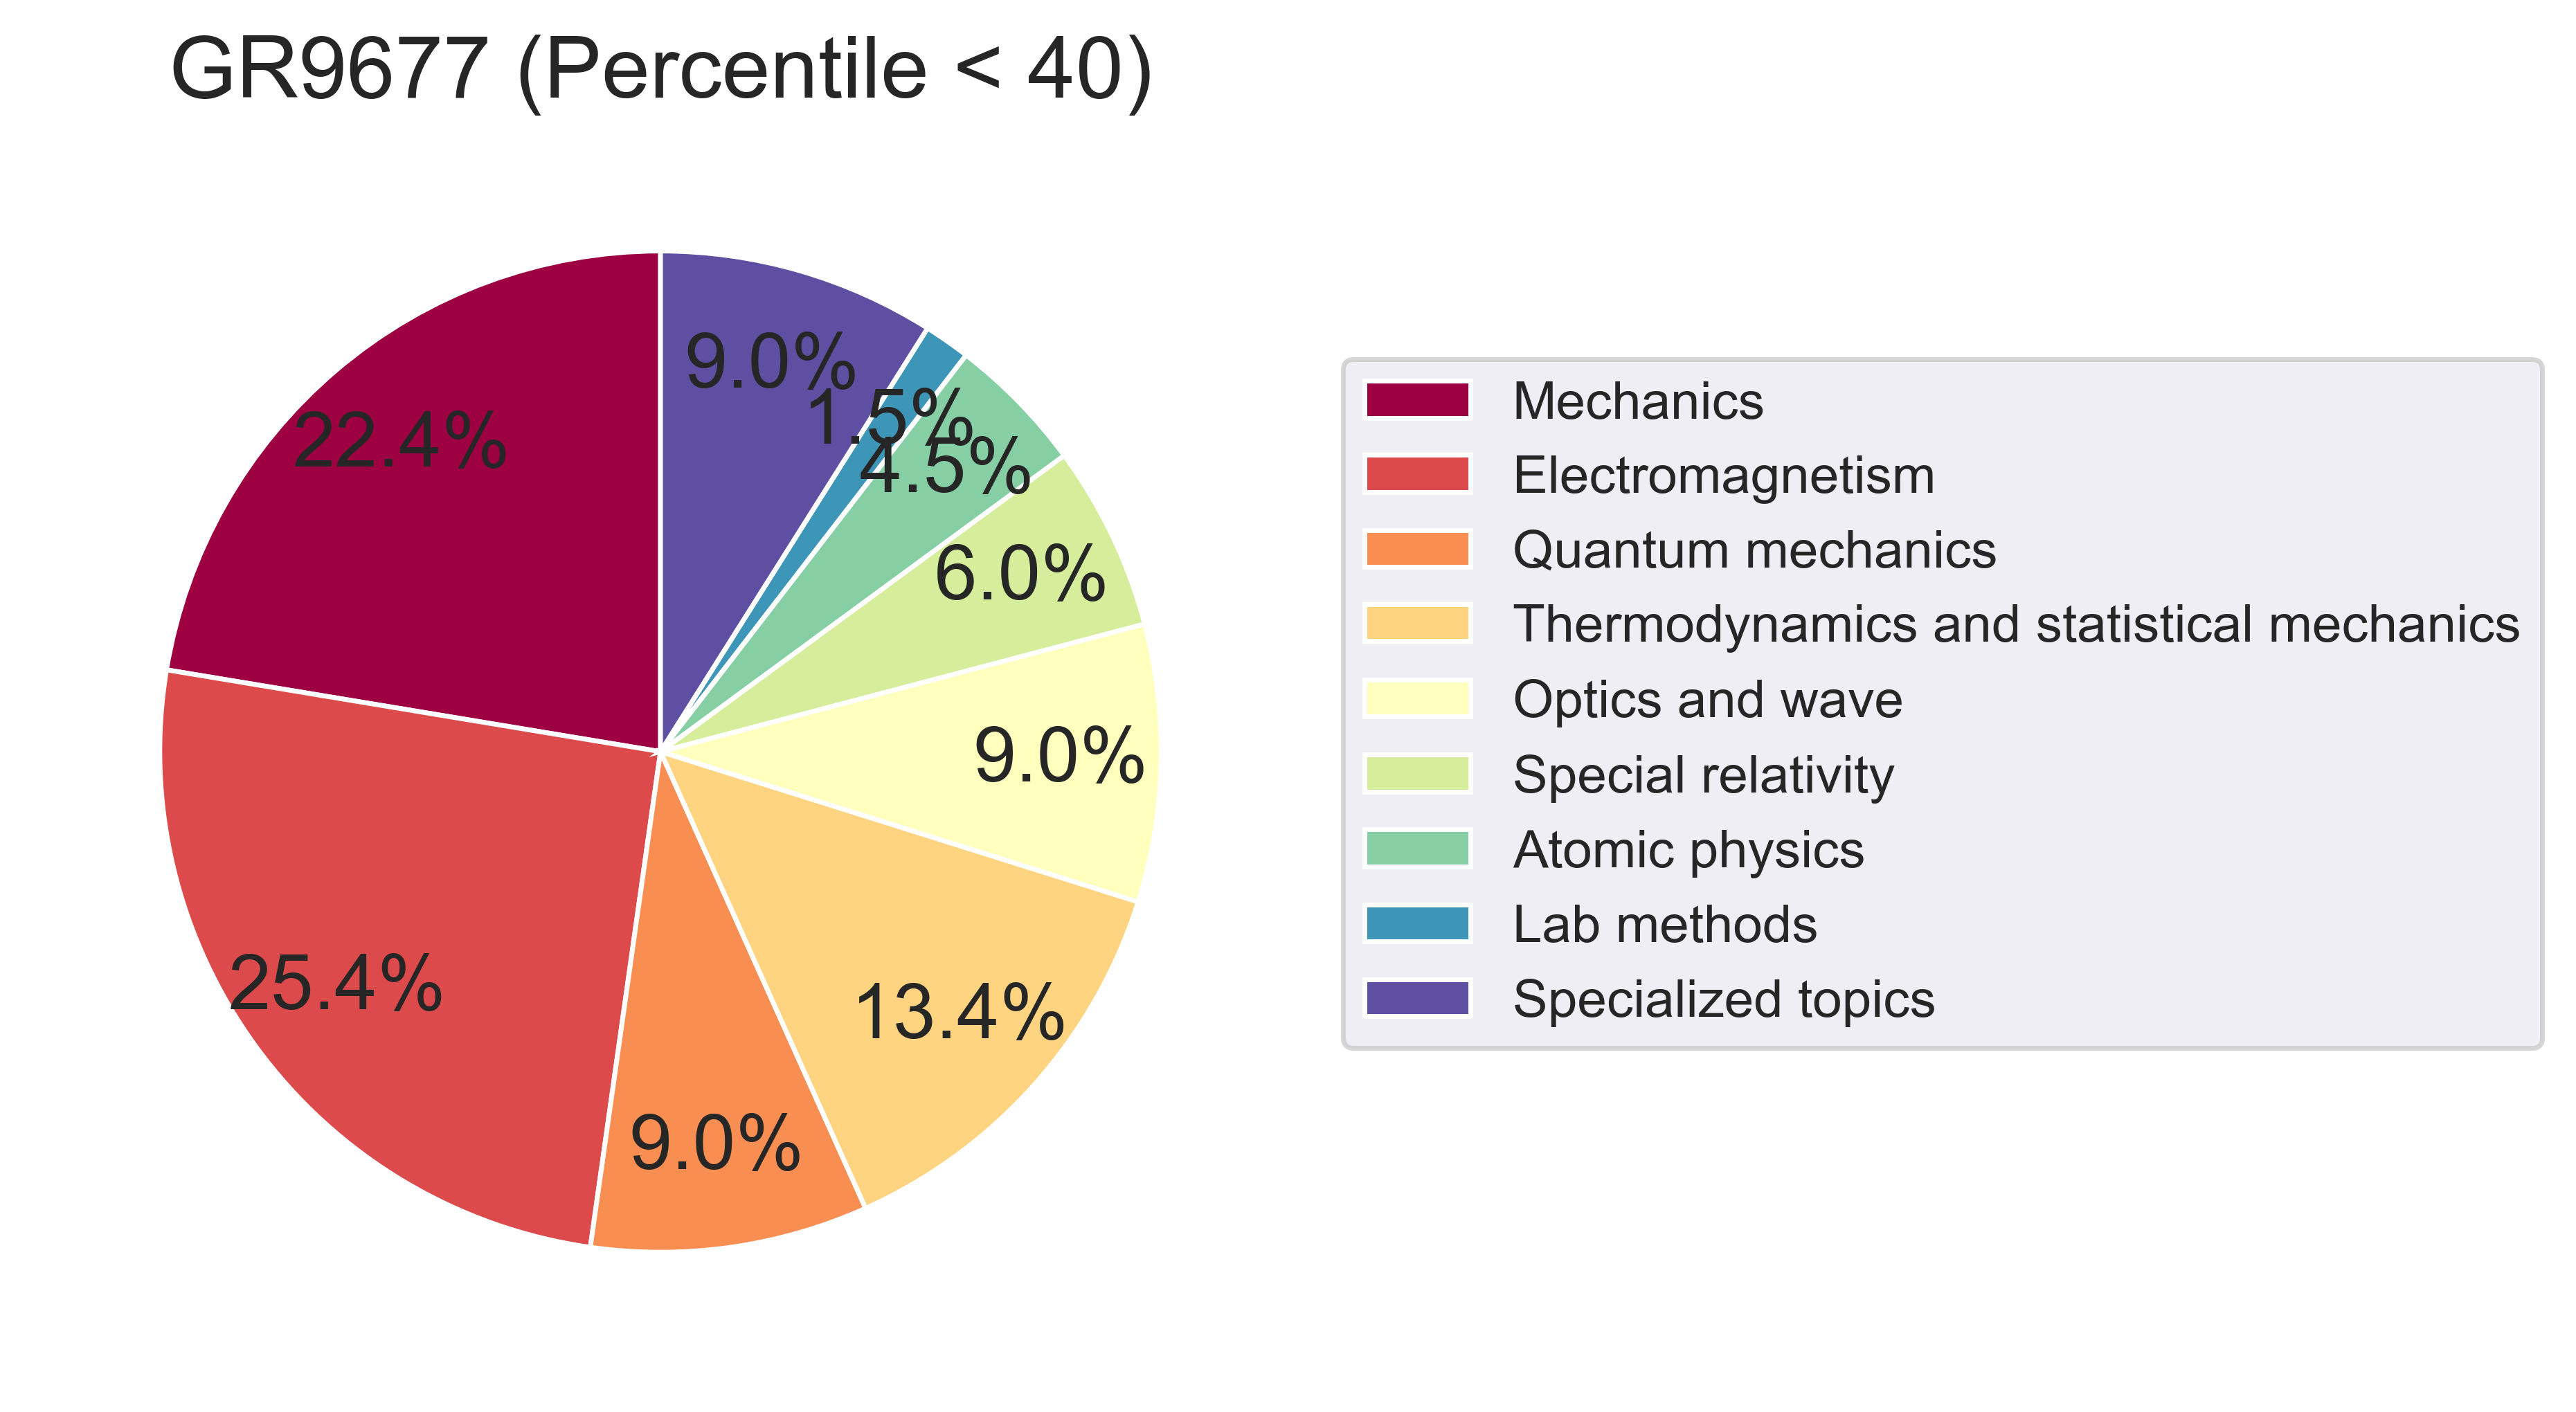 GR9677 (Percentile < 40)
9.0%
1.5%
22.4%
4.5%
6.0%
9.0%
25.4%
13.4%
9.0%
Mechanics
Electromagnetism
Quantum mechanics
Thermodynamics and statistical mechanics
Optics and wave
Special relativity
Atomic physics
Lab methods
Specialized topics